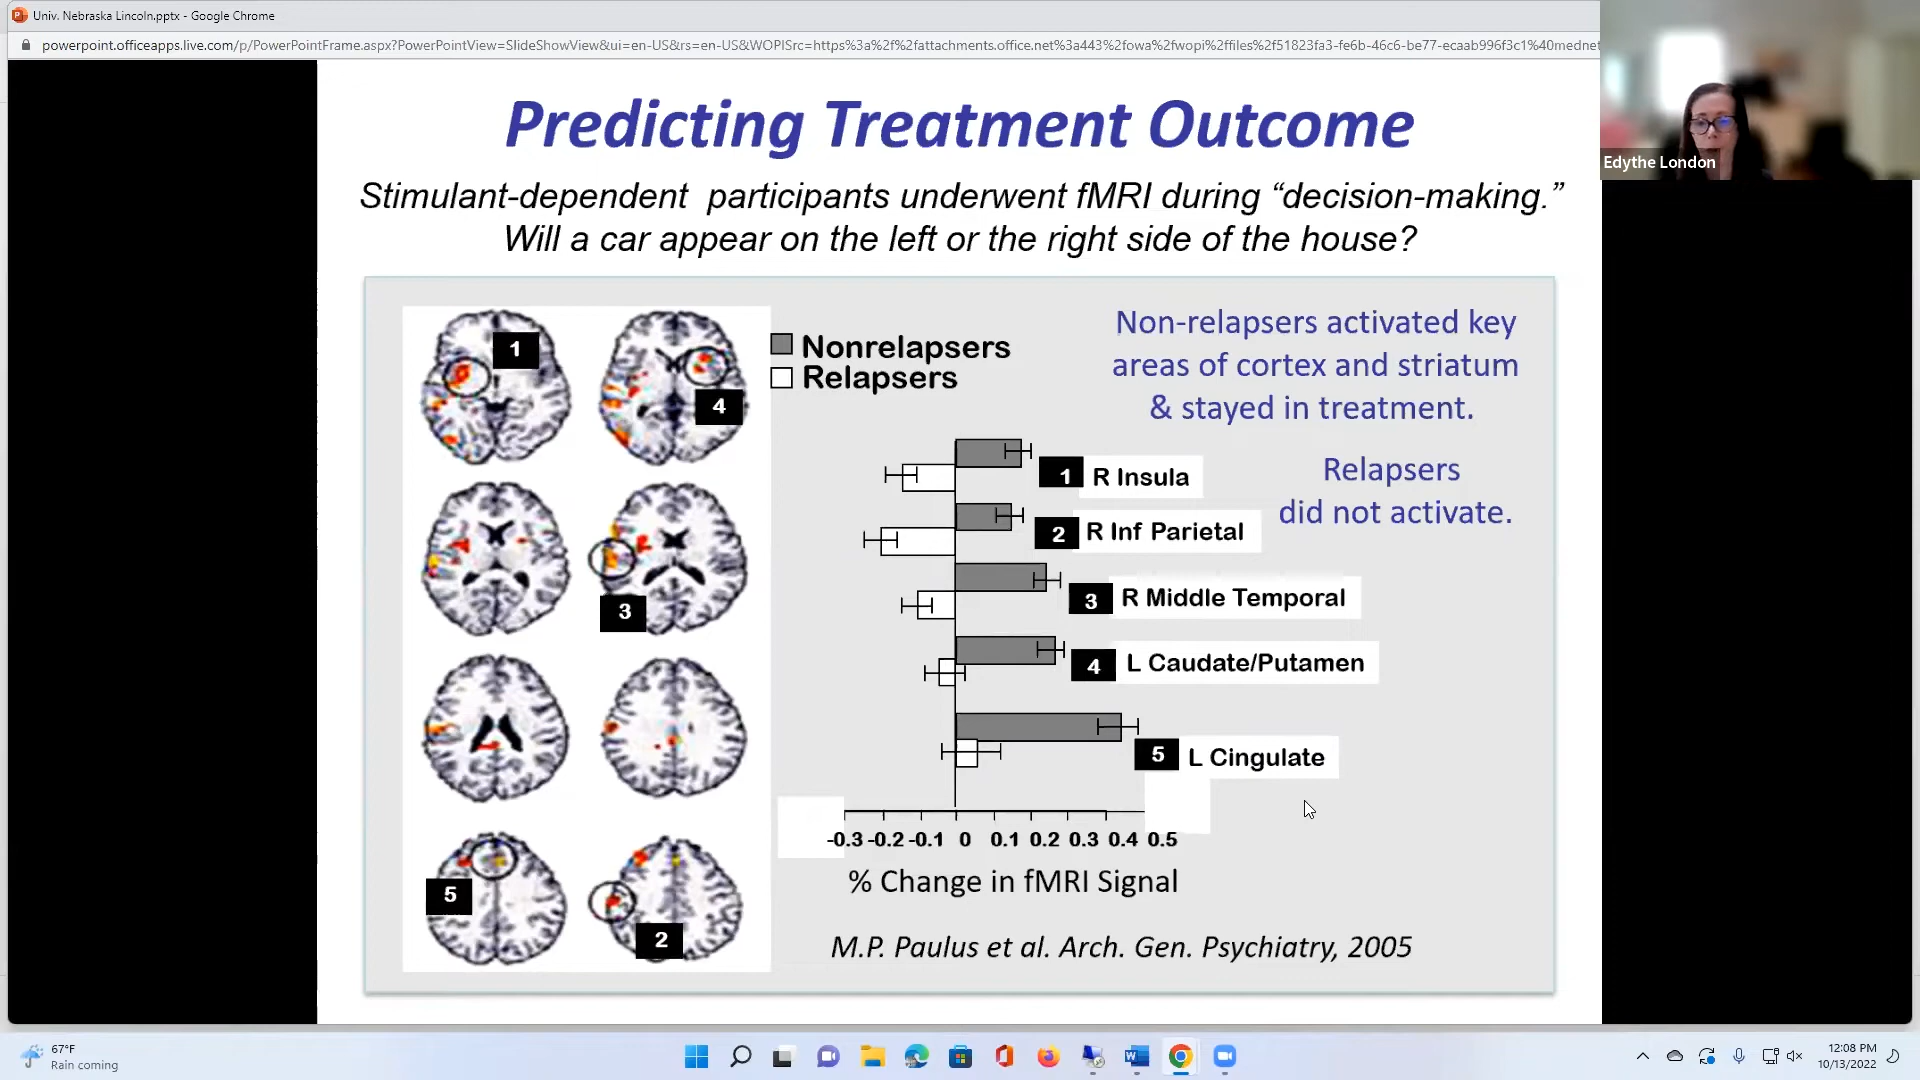 Univ. Nebraska Lincoln.pptx - Google Chrome
powerpoint.officeapps.live.com/p/PowerPointFrame.aspx?PowerPointView=SlideShowView&ui=en-US&rs=en-US&WOPISrc=https%3a%2f%2fattachments.office.net%3a443%2fowa%2fwopi%2ffiles%2f51823fa3-fe6b-46c6-be77-ecaab996f3c1%40mednet
Edythe London
Predicting Treatment Outcome
Stimulant-dependent participants underwent fMRI during “decision-making.”
Will a car appear on the left or the right side of the house?
1
4
3
5
2
Nonrelapsers
Relapsers
Non-relapsers activated key
areas of cortex and striatum
& stayed in treatment.
Relapsers
did not activate.
1 R Insula
2 R Inf Parietal
3 R Middle Temporal
4 L Caudate/Putamen
5 L Cingulate
-0.3 -0.2 -0.1 0 0.1 0.2 0.3 0.4 0.5
% Change in fMRI Signal
M.P. Paulus et al. Arch. Gen. Psychiatry, 2005
67°F
Rain coming
12:08 PM
10/13/2022